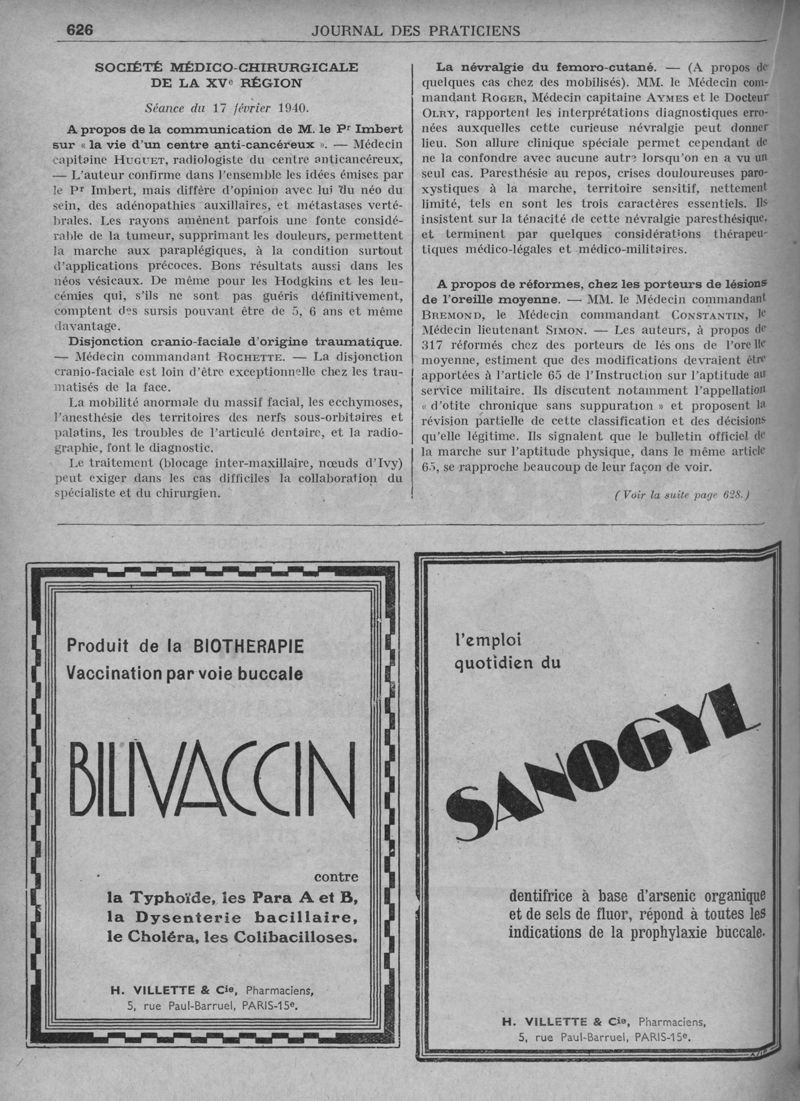 626
JOURNAL DES PRATICIENS
SOCIÉTÉ MÉDICO-CHIRURGICALE
DE LA XVe RÉGION
Séance du 17 février 1940.
A propos de la communication de M. le Pr Imbert
sur « la vie d'un centre anti-cancéreux ». — Médecin
capitaine HUGUET, radiologiste du centre anticancéreux,
— L'auteur confirme dans l'ensemble les idées émises par
le Pr Imbert, mais diffère d'opinion avec lui du néo du
sein, des adénopathies auxillaires, et métastases verté-
brales. Les rayons amènent parfois une fonte considé-
rable de la tumeur, supprimant les douleurs, permettent
la marche aux paraplégiques, à la condition surtout
d'applications précoces. Bons résultats aussi dans les
néos vésicaux. De même pour les Hodgkins et les leu-
cémies qui, s'ils ne sont pas guéris définitivement,
comptent des sursis pouvant être de 5, 6 ans et même
davantage.
Disjonction cranio-faciale d'origine traumatique.
— Médecin commandant ROCHETTE. — La disjonction
cranio-faciale est loin d'être exceptionnelle chez les trau-
matisés de la face.
La mobilité anormale du massif facial, les ecchymoses,
l'anesthésie des territoires des nerfs sous-orbitaires et
palatins, les troubles de l'articulé dentaire, et la radio-
graphie, font le diagnostic.
Le traitement (blocage inter-maxillaire, nœuds d'Ivy)
peut exiger dans les cas difficiles la collaboration du
spécialiste et du chirurgien.
La névralgie du femoro-cutané. — (A propos de
quelques cas chez des mobilisés). MM. le Médecin com-
mandant ROGER, Médecin capitaine AYMES et le Docteur
OLRY, rapportent les interprétations diagnostiques erro-
nées auxquelles cette curieuse névralgie peut donner
lieu. Son allure clinique spéciale permet cependant de
ne la confondre avec aucune autre lorsqu'on en a vu un
seul cas. Paresthésie au repos, crises douloureuses paro-
xystiques à la marche, territoire sensitif, nettement
limité, tels en sont les trois caractères essentiels. Ils
insistent sur la ténacité de cette névralgie paresthésique,
et terminent par quelques considérations thérapeu-
tiques médico-légales et médico-militaires.
A propos de réformes, chez les porteurs de lésions
de l'oreille moyenne. — MM. le Médecin commandant
BREMOND, le Médecin commandant CONSTANTIN, le
Médecin lieutenant SIMON. — Les auteurs, à propos de
317 réformés chez des porteurs de lés ons de l'ore lle
moyenne, estiment que des modifications devraient être
apportées à l'article 65 de l'Instruction sur l'aptitude au
service militaire. Ils discutent notamment l'appellation
« d'otite chronique sans suppuration » et proposent la
révision partielle de cette classification et des décisions
qu'elle légitime. Ils signalent que le bulletin officiel de
la marche sur l'aptitude physique, dans le même article
65, se rapproche beaucoup de leur façon de voir.
(Voir la suite page 628.)
Produit de la BIOTHERAPIE
Vaccination par voie buccale
BILIVACCIN
contre
la Typhoïde, les Para A et B,
la Dysenterie bacillaire,
le Choléra, les Colibacilloses.
H. VILLETTE & Cie, Pharmaciens,
5, rue Paul-Barruel, PARIS-15e.
l'emploi
quotidien du
SANOGYL
dentifrice à base d'arsenic organique
et de sels de fluor, répond à toutes les
indications de la prophylaxie buccale.
H. VILLETTE & Cie, Pharmaciens,
5, rue Paul-Barruel, PARIS-15e.